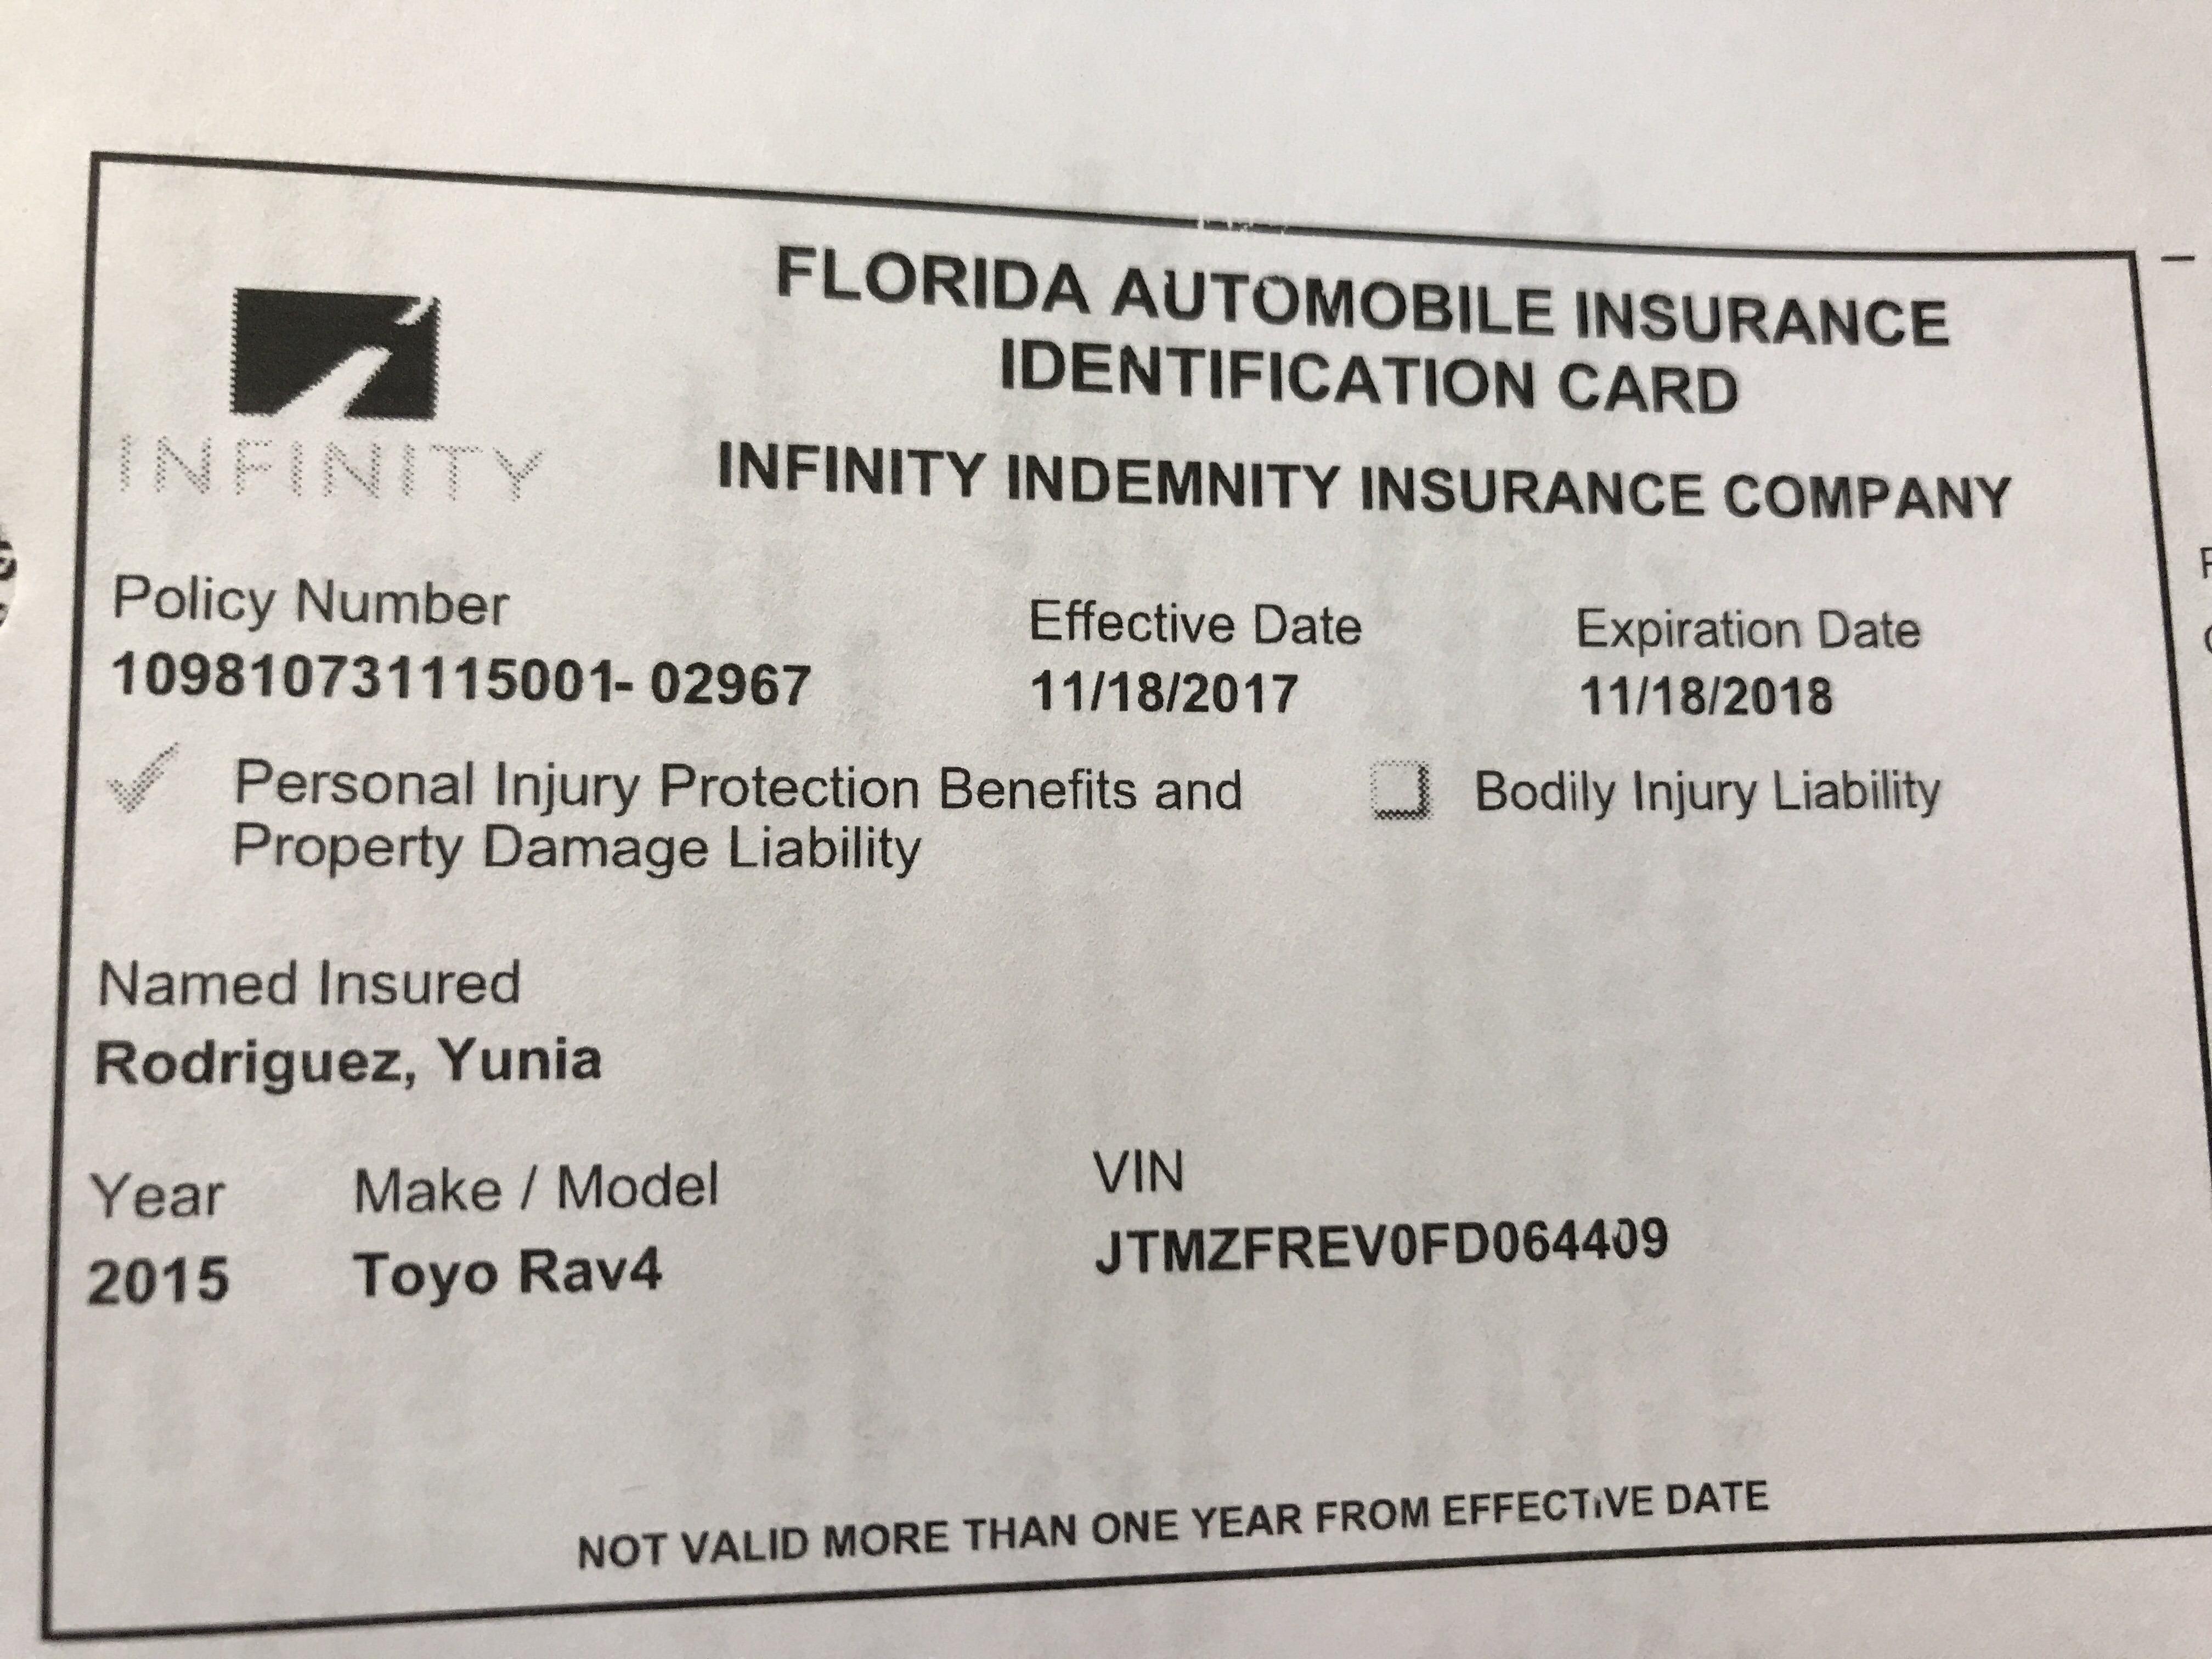 FLORIDA AUTOMOBILE INSURANCE
IDENTIFICATION CARD
INFINITY
INFINITY INDEMNITY INSURANCE COMPANY
Policy Number Effective Date Expiration Date
109810731115001- 02967 11/18/2017 11/18/2018
Personal Injury Protection Benefits and Bodily Injury Liability
Property Damage Liability
Named Insured
Rodriguez, Yunia
Year Make / Model VIN
2015 Toyo Rav4 JTMZFREV0FD064409
NOT VALID MORE THAN ONE YEAR FROM EFFECTIVE DATE